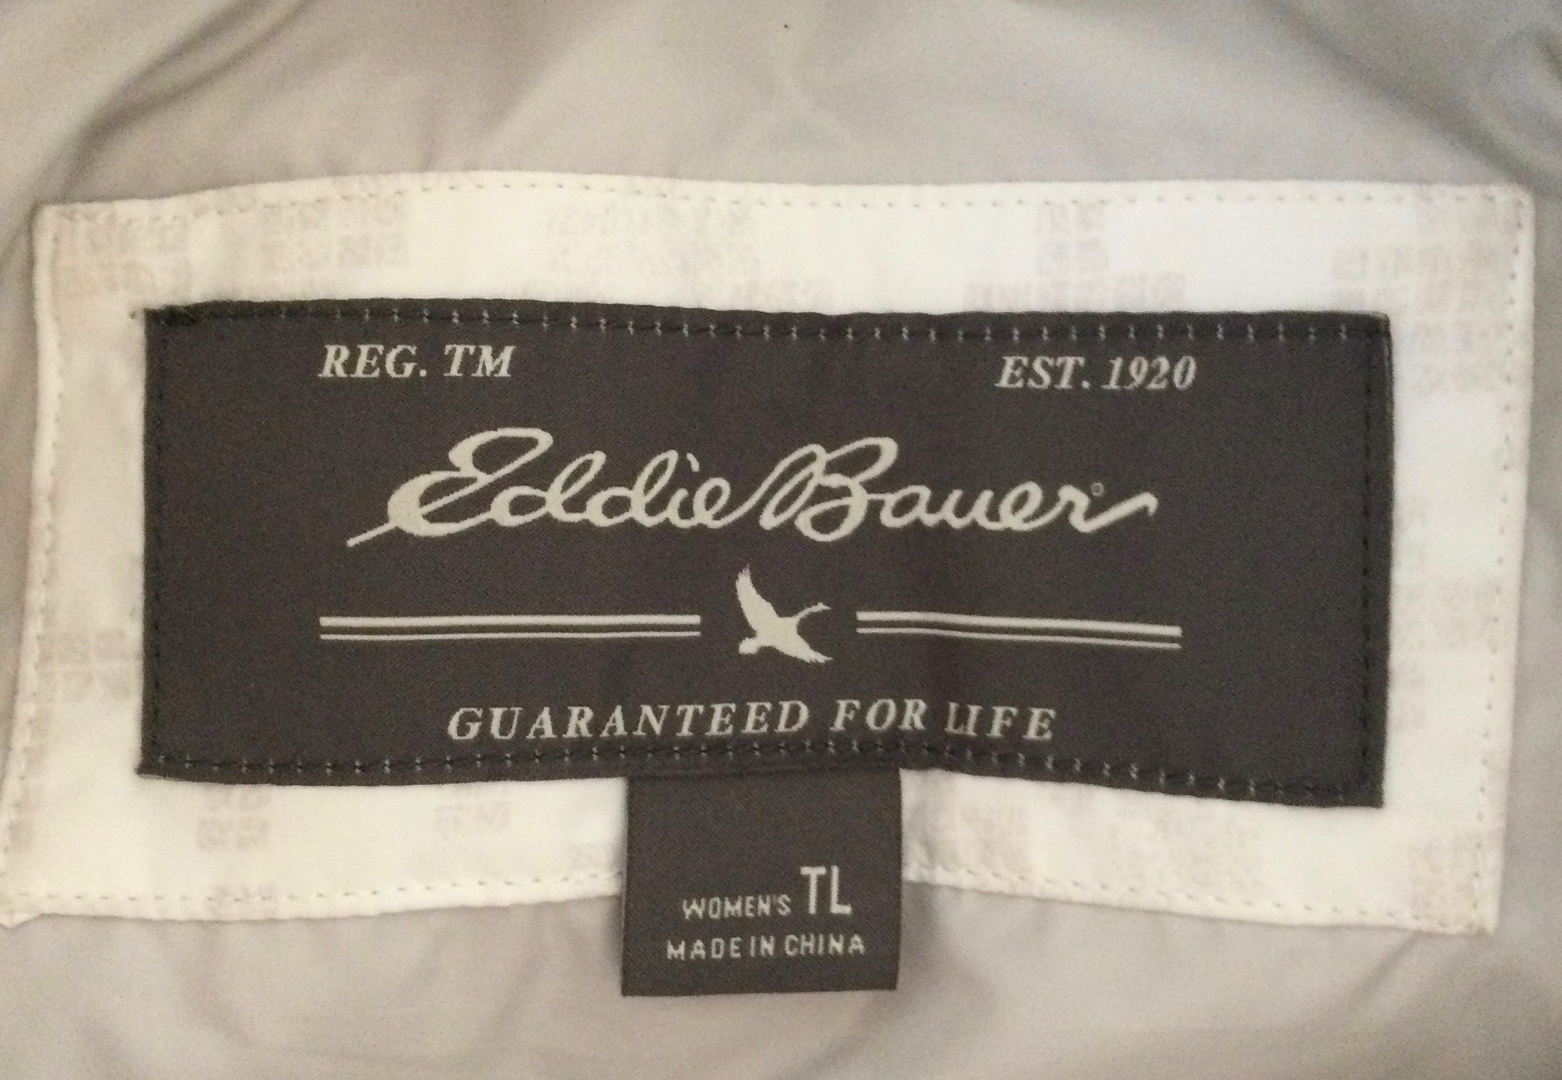 REG. TM EST. 1920
Eddie Bauer
GUARANTEED FOR LIFE
WOMEN'S TL
MADE IN CHINA